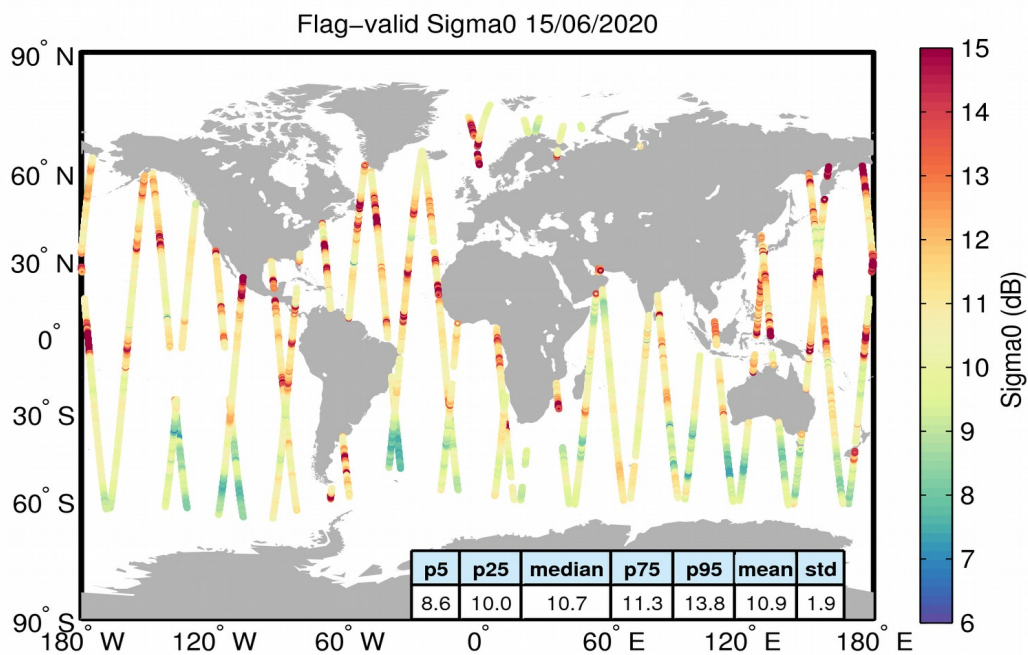 Flag−valid Sigma0 15/06/2020
90° N
60° N
30° N
0°
30° S
60° S
90° S
180° W
120° W
60° W
0°
60° E
120° E
180° E
p5 p25 median p75 p95 mean std
8.6 10.0 10.7 11.3 13.8 10.9 1.9
15
14
13
12
11
10
9
8
7
6
Sigma0 (dB)